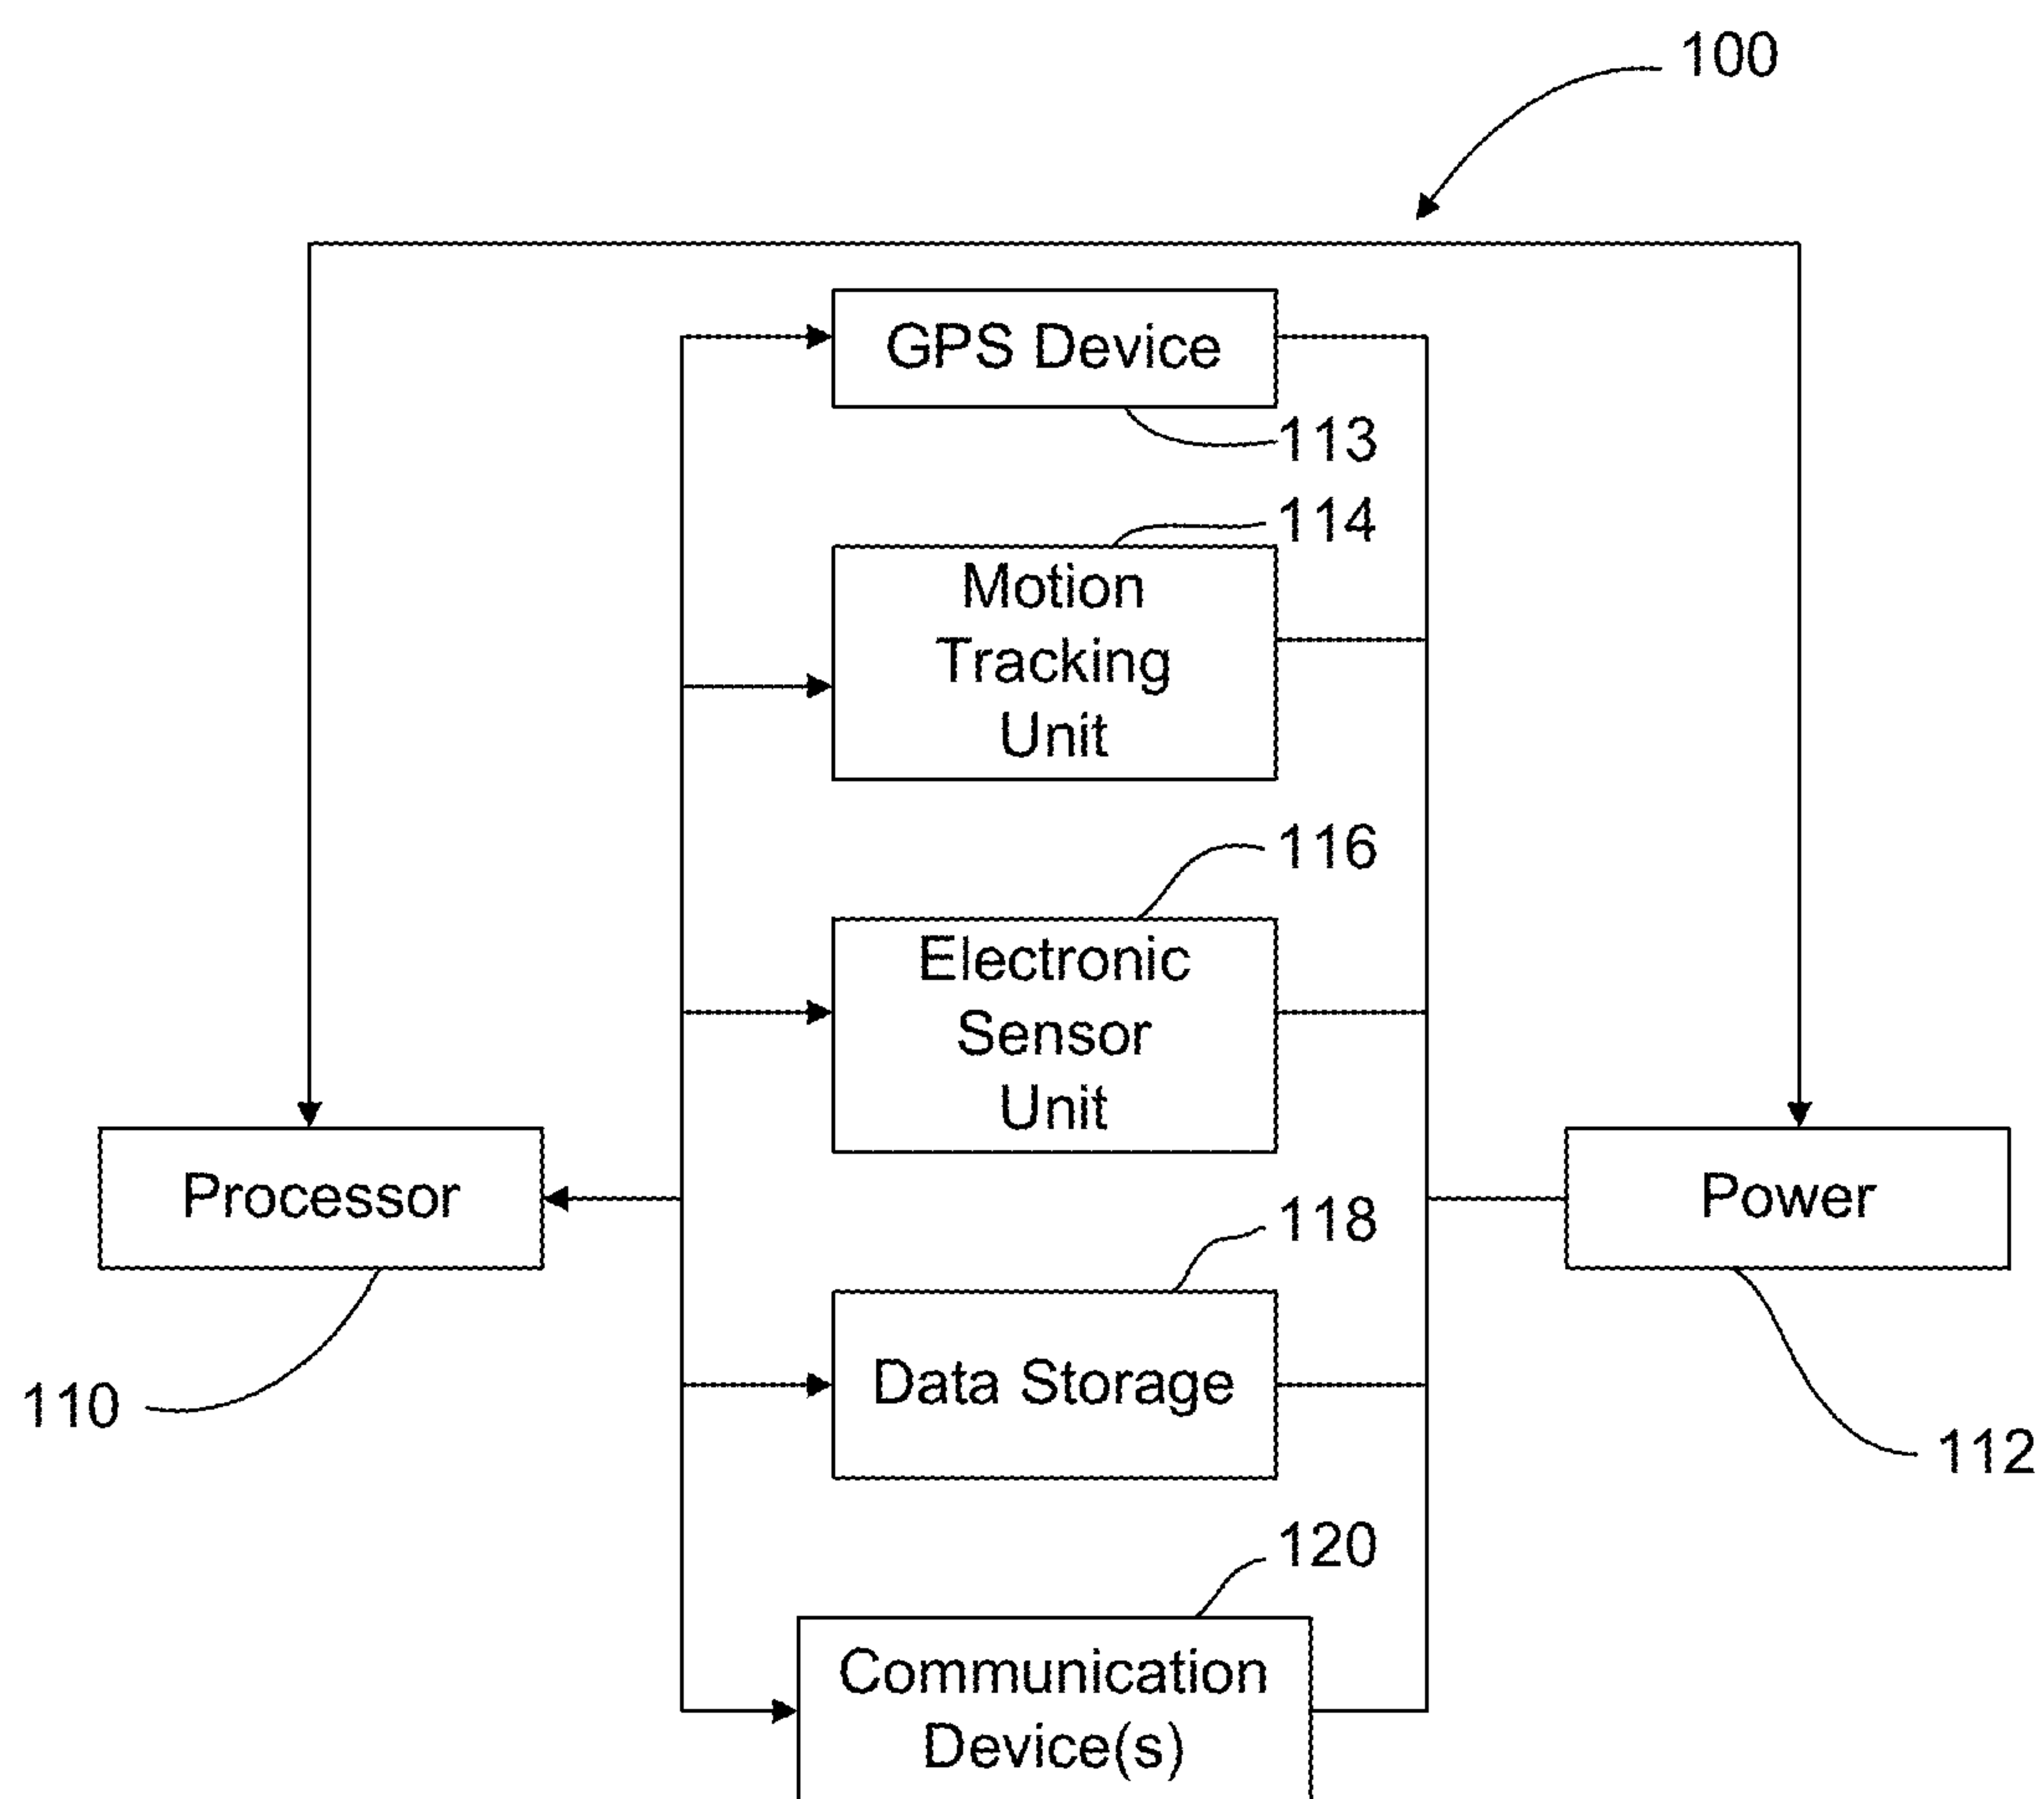 100
GPS Device
113
114
Motion
Tracking
Unit
116
Electronic
Sensor
Unit
Processor
Power
118
Data Storage
110
112
120
Communication
Device(s)